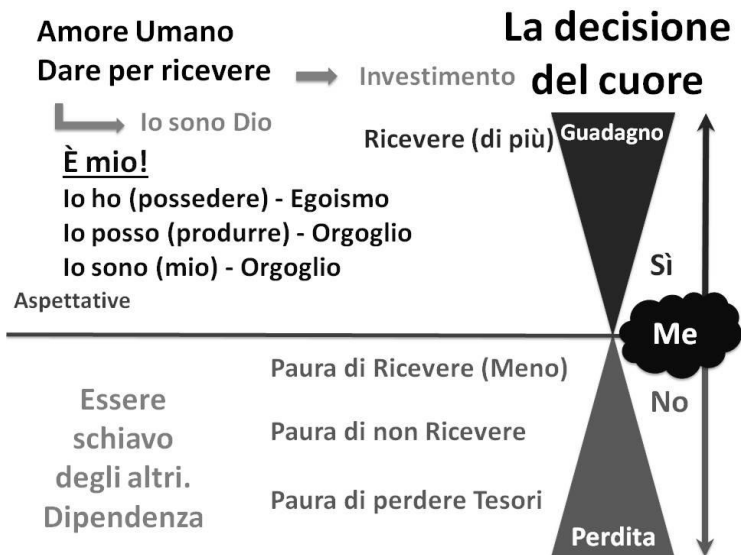 La decisione
del cuore
Amore Umano
Dare per ricevere
Investimento
Io sono Dio
Ricevere (di più)
Guadagno
È mio!
Io ho (possedere) - Egoismo
Io posso (produrre) - Orgoglio
Io sono (mio) - Orgoglio
Sì
Aspettative
Me
Paura di Ricevere (Meno)
No
Essere
schiavo
degli altri.
Dipendenza
Paura di non Ricevere
Paura di perdere Tesori
Perdita